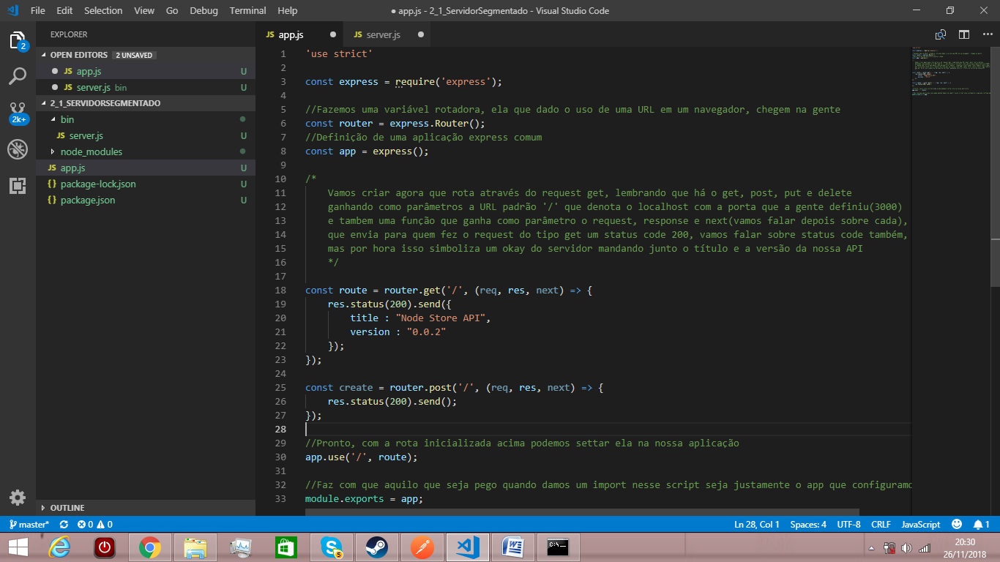 File Edit Selection View Go Debug Terminal Help
● app.js - 2_1_ServidorSegmentado - Visual Studio Code
EXPLORER
OPEN EDITORS 2 UNSAVED
JS app.js U
JS server.js bin U
2_1_SERVIDORSEGMENTADO
bin
JS server.js U
node_modules
JS app.js U
{} package-lock.json U
{} package.json U
OUTLINE
2
2k+
JS app.js
JS server.js
1 'use strict'
2
3 const express = require('express');
4
5 //Fazemos uma variável rotadora, ela que dado o uso de uma URL em um navegador, chegem na gente
6 const router = express.Router();
7 //Definição de uma aplicação express comum
8 const app = express();
9
10 /*
11 Vamos criar agora que rota através do request get, lembrando que há o get, post, put e delete
12 ganhando como parâmetros a URL padrão '/' que denota o localhost com a porta que a gente definiu(3000)
13 e tambem uma função que ganha como parâmetro o request, response e next(vamos falar depois sobre cada),
14 que envia para quem fez o request do tipo get um status code 200, vamos falar sobre status code também,
15 mas por hora isso simboliza um okay do servidor mandando junto o título e a versão da nossa API
16 */
17
18 const route = router.get('/', (req, res, next) => {
19 res.status(200).send({
20 title : "Node Store API",
21 version : "0.0.2"
22 });
23 });
24
25 const create = router.post('/', (req, res, next) => {
26 res.status(200).send();
27 });
28
29 //Pronto, com a rota inicializada acima podemos settar ela na nossa aplicação
30 app.use('/', route);
31
32 //Faz com que aquilo que seja pego quando damos um import nesse script seja justamente o app que configuramo
33 module.exports = app;
master* 0 0
Ln 28, Col 1 Spaces: 4 UTF-8 CRLF JavaScript 1
5
C:\_
20:30
26/11/2018